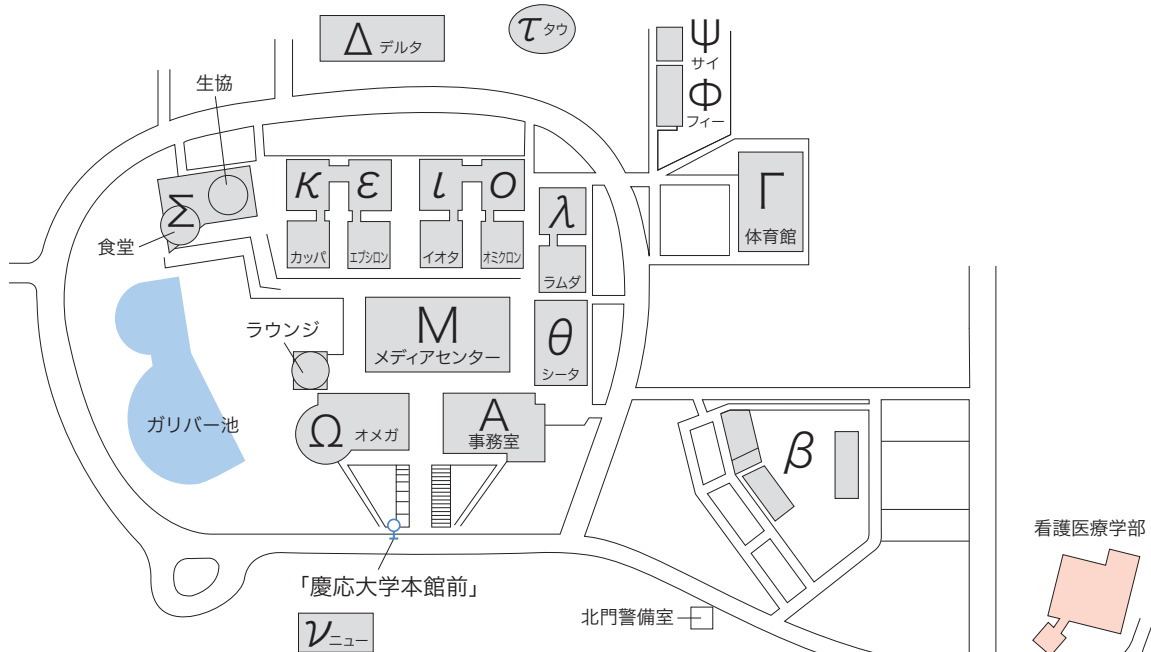 Δ デルタ
τ タウ
Ψ
サイ
Φ
フィー
生協
Σ
食堂
κ
カッパ
ε
エプシロン
ι
イオタ
ο
オミクロン
λ
ラムダ
Γ
体育館
M
メディアセンター
θ
シータ
ラウンジ
ガリバー池
Ω オメガ
A
事務室
β
「慶応大学本館前」
ν ニュー
北門警備室
看護医療学部